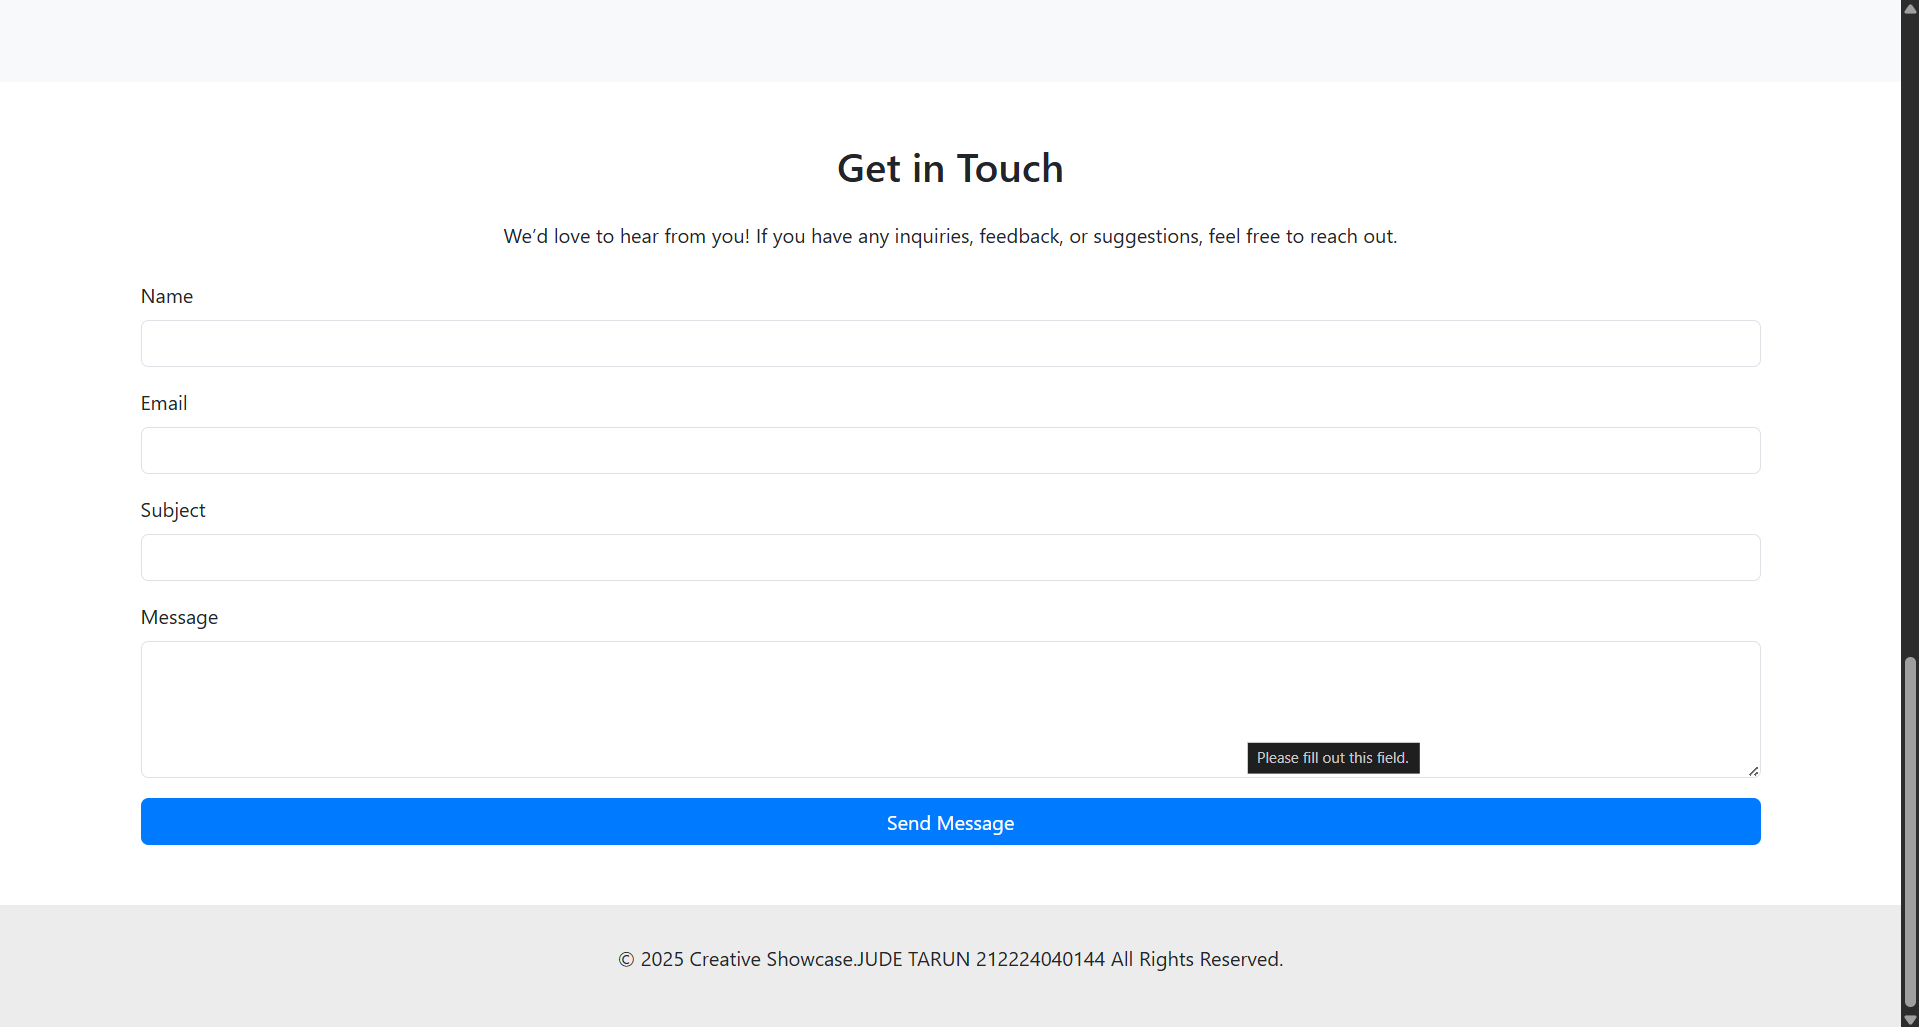 Get in Touch
We’d love to hear from you! If you have any inquiries, feedback, or suggestions, feel free to reach out.
Name
Email
Subject
Message
Please fill out this field.
Send Message
© 2025 Creative Showcase.JUDE TARUN 212224040144 All Rights Reserved.